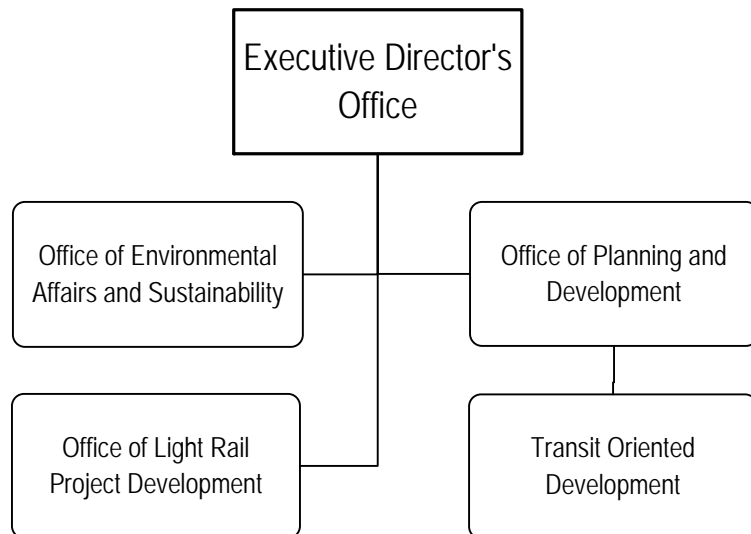 Executive Director's
Office
Office of Environmental
Affairs and Sustainability
Office of Planning and
Development
Office of Light Rail
Project Development
Transit Oriented
Development